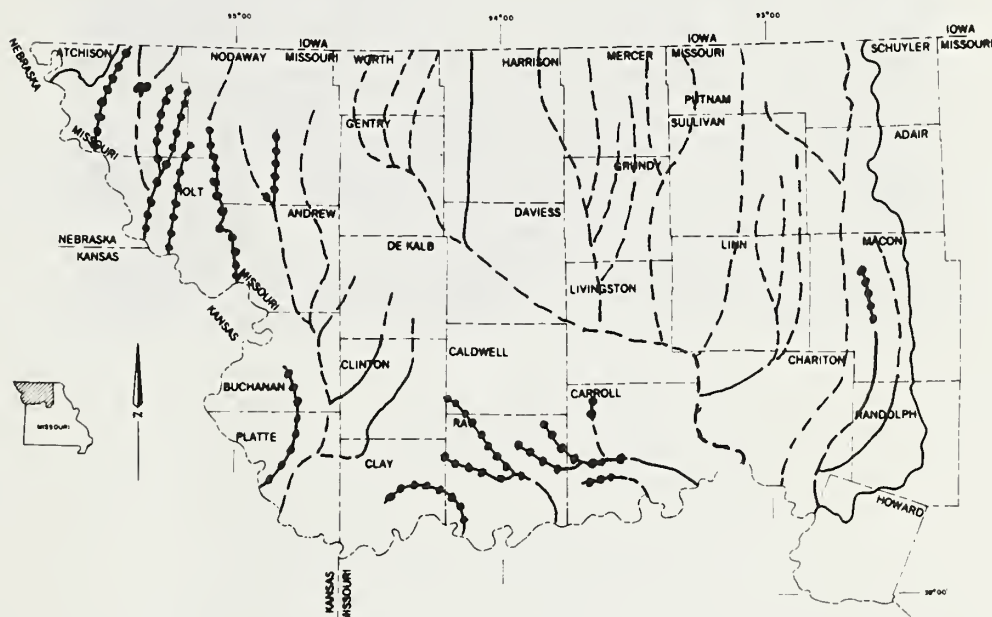 95°00'
94°00'
93°00'
NEBRASKA
ATCHISON
NODAWAY
IOWA
MISSOURI
WORTH
HARRISON
MERCER
IOWA
MISSOURI
SCHUYLER
IOWA
MISSOURI
NEBRASKA
MISSOURI
GENTRY
PUTNAM
SULLIVAN
ADAIR
HOLT
GRUNDY
ANDREW
DAVIESS
NEBRASKA
KANSAS
DE KALB
LINN
MACON
MISSOURI
KANSAS
LIVINGSTON
N
BUCHANAN
CLINTON
CALDWELL
CHARITON
MISSOURI
PLATTE
RAY
CARROLL
RANDOLPH
CLAY
HOWARD
KANSAS
MISSOURI
39°00'